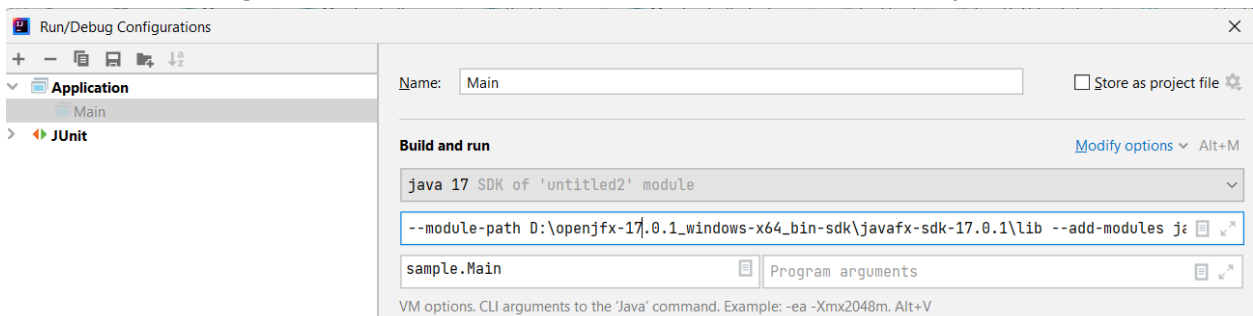 Run/Debug Configurations
Application
Main
JUnit
Name: Main
Store as project file
Build and run
Modify options Alt+M
java 17 SDK of 'untitled2' module
--module-path D:\openjfx-17.0.1_windows-x64_bin-sdk\javafx-sdk-17.0.1\lib --add-modules
sample.Main
Program arguments
VM options. CLI arguments to the 'Java' command. Example: -ea -Xmx2048m. Alt+V